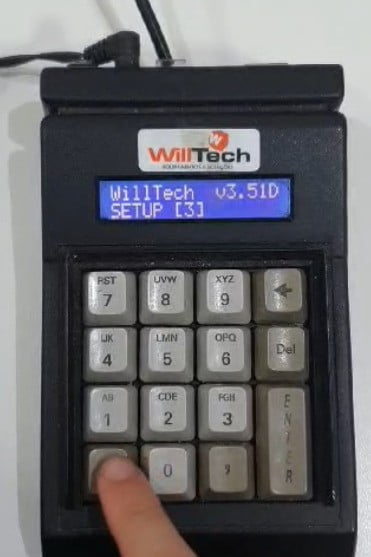 WillTech
WillTech v3.51D
SETUP [3]
RST
7
UVW
8
XYZ
9
IJK
4
LMN
5
OPQ
6
Del
AB
1
CDE
2
FGH
3
ENTER
0
,